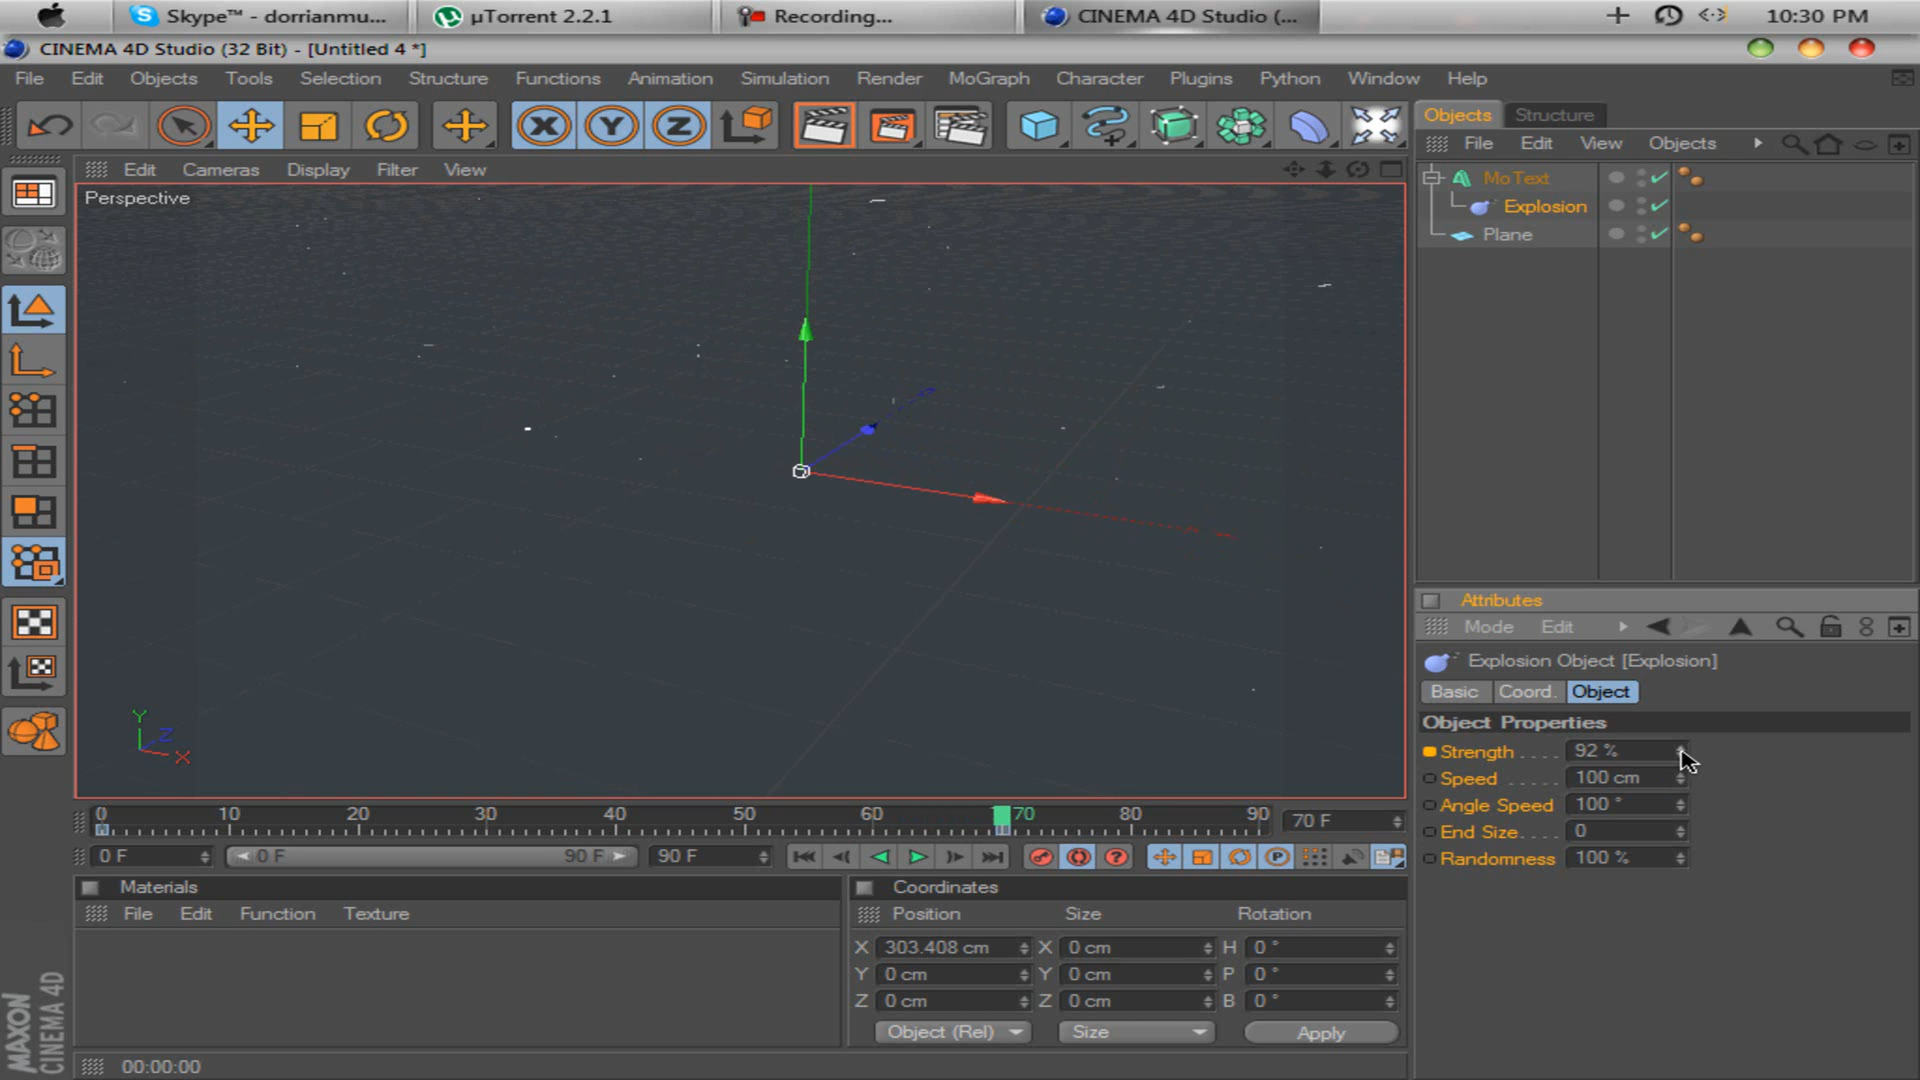 Skype™ - dorrianmu... µTorrent 2.2.1 Recording... CINEMA 4D Studio (... 10:30 PM
CINEMA 4D Studio (32 Bit) - [Untitled 4 *]
File Edit Objects Tools Selection Structure Functions Animation Simulation Render MoGraph Character Plugins Python Window Help
X Y Z
Objects Structure
File Edit View Objects
Edit Cameras Display Filter View
Perspective
MoText
Explosion
Plane
Attributes
Mode Edit
Explosion Object [Explosion]
Basic Coord. Object
Object Properties
Strength . . . . 92 %
Speed . . . . . 100 cm
Angle Speed 100 °
End Size. . . . 0
Randomness 100 %
Y Z X
0 10 20 30 40 50 60 70 80 90 70 F
0 F 0 F 90 F 90 F
P
Materials
File Edit Function Texture
Coordinates
Position Size Rotation
X 303.408 cm X 0 cm H 0 °
Y 0 cm Y 0 cm P 0 °
Z 0 cm Z 0 cm B 0 °
Object (Rel) Size Apply
MAXON
CINEMA 4D
00:00:00